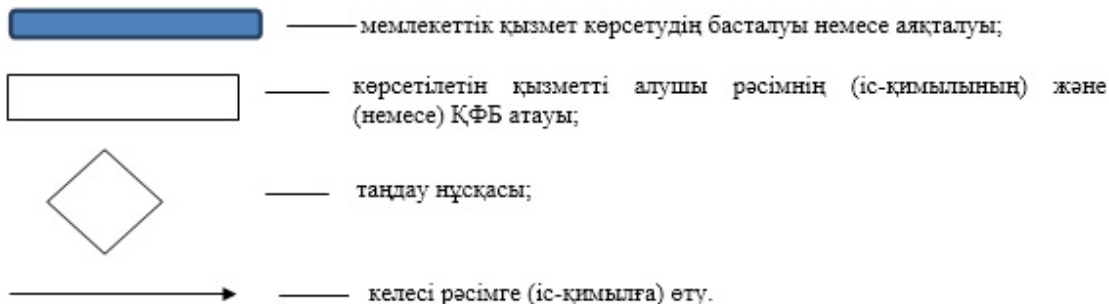 мемлекеттік қызмет көрсетудің басталуы немесе аяқталуы;
көрсетілетін қызметті алушы рәсімнің (іс-қимылының) және
(немесе) ҚФБ атауы;
таңдау нұсқасы;
келесі рәсімге (іс-қимылға) өту.